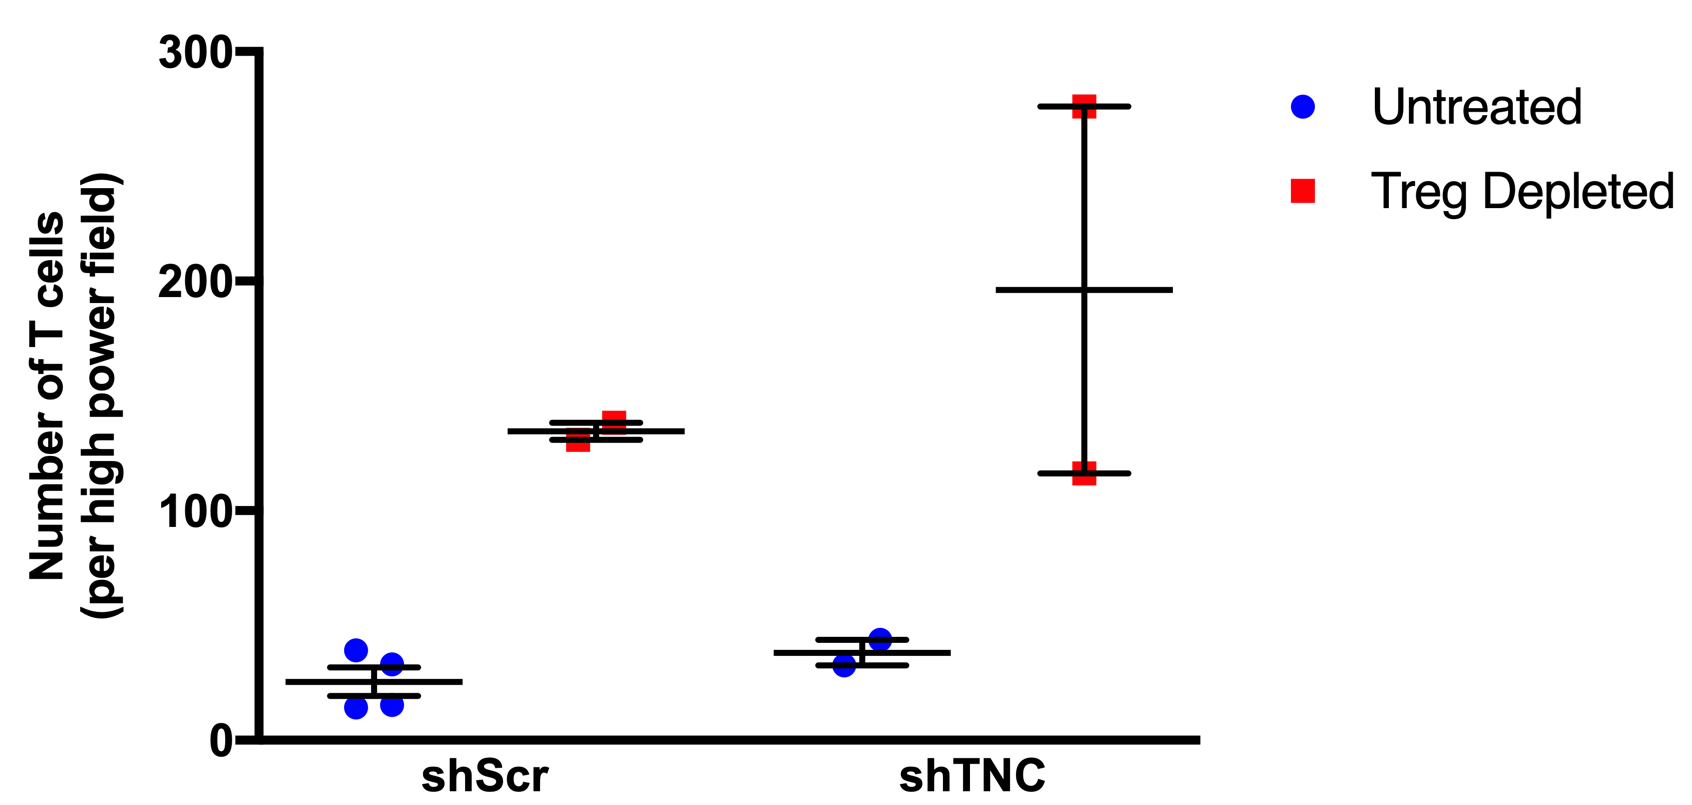 Number of T cells
(per high power field)
300
200
100
0
shScr
shTNC
Untreated
Treg Depleted